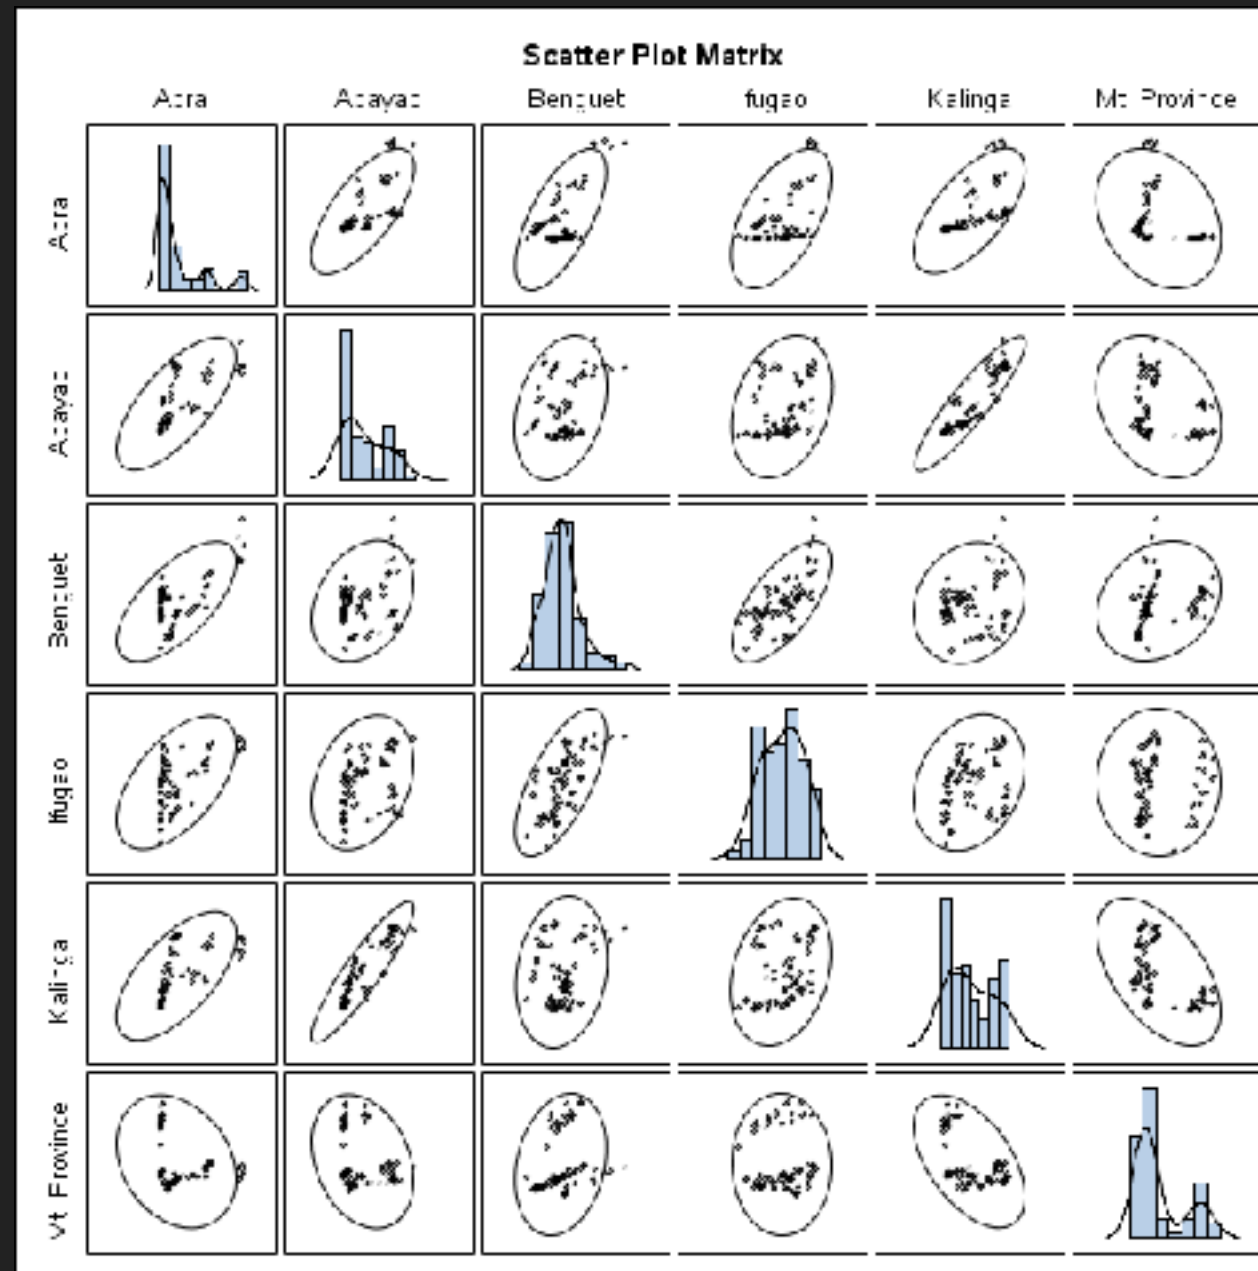 Scatter Plot Matrix
Abra Apayao Benguet Ifugao Kalinga Mt Province
Abra
Apayao
Benguet
Ifugao
Kalinga
Mt Province